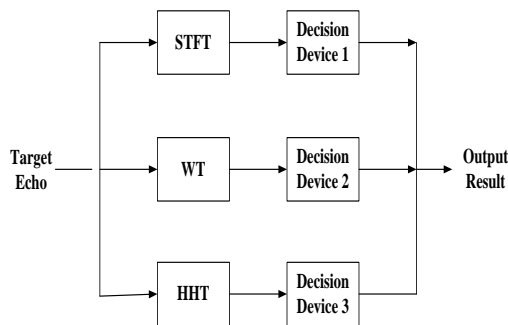 STFT
Decision
Device 1
Target
Echo
WT
Decision
Device 2
Output
Result
HHT
Decision
Device 3